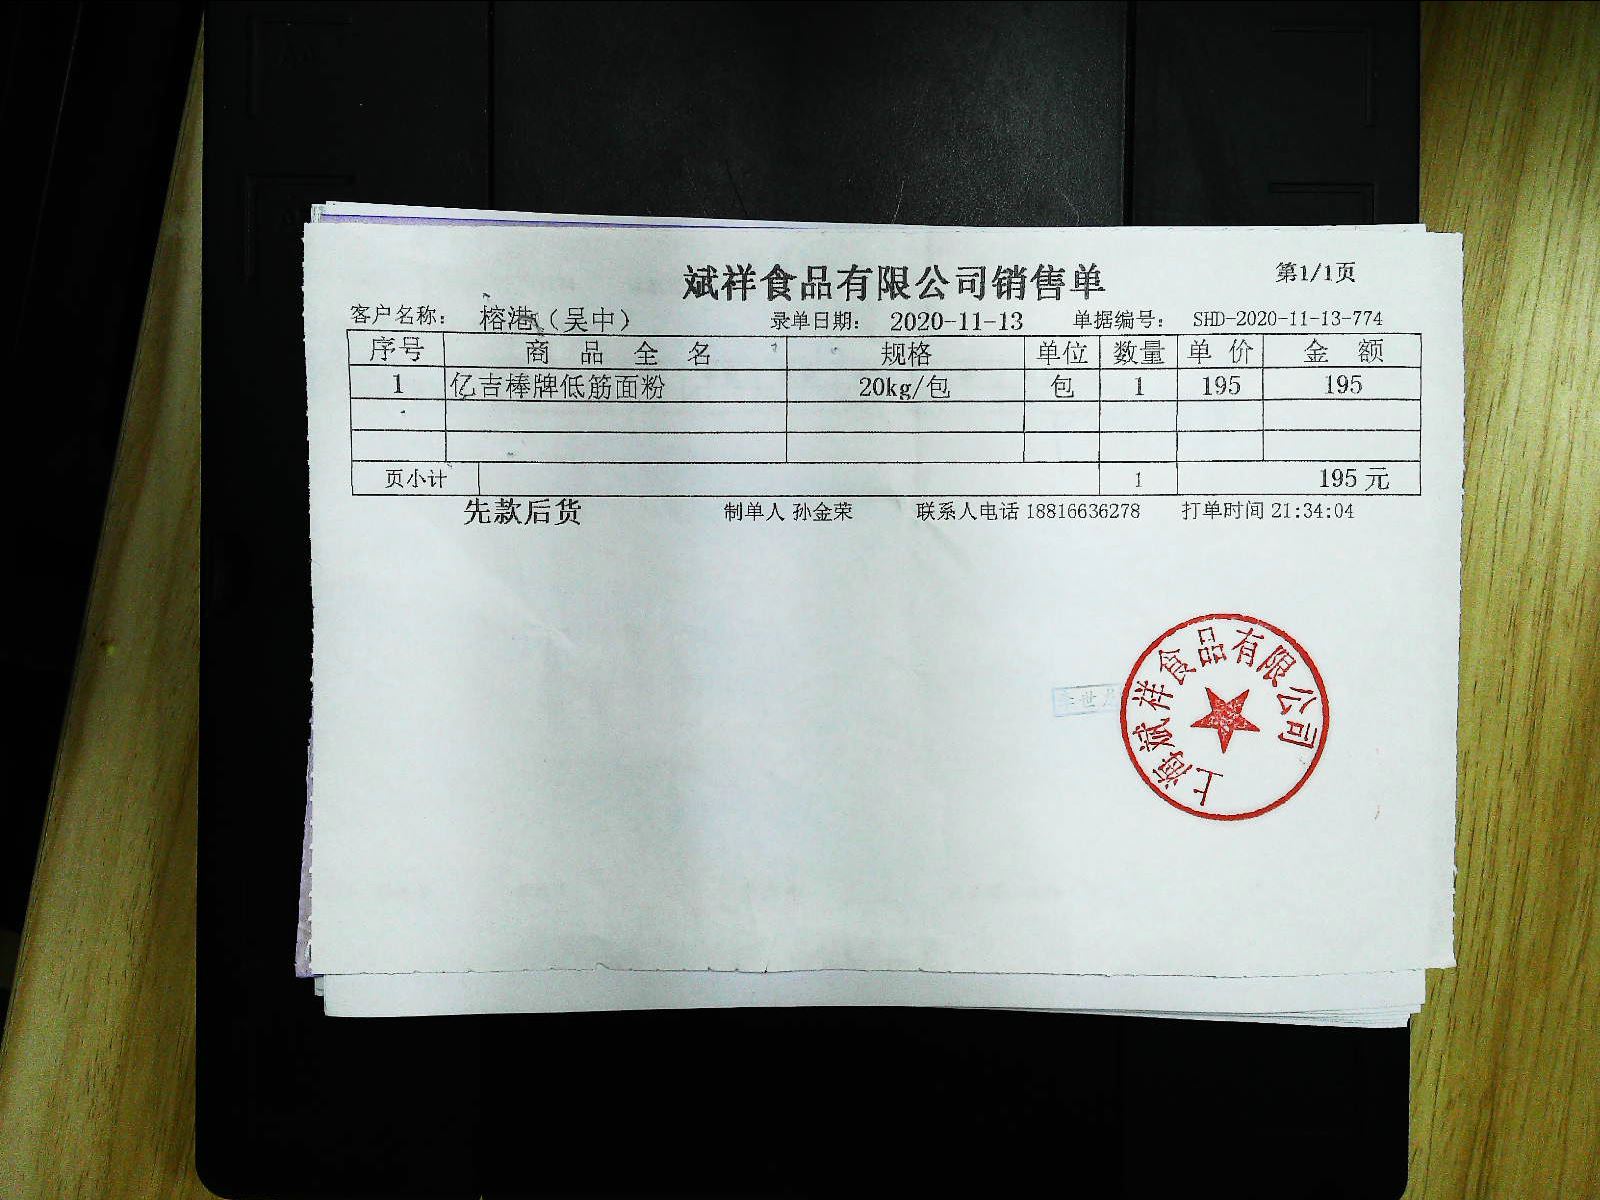 斌祥食品有限公司销售单
第1/1页
客户名称： 榕港（吴中） 录单日期： 2020-11-13 单据编号： SHD-2020-11-13-774
序号 商品全名 规格 单位 数量 单价 金额
1 亿吉棒牌低筋面粉 20kg/包 包 1 195 195
页小计 1 195元
先款后货 制单人 孙金荣 联系人电话 18816636278 打单时间 21:34:04
上海斌祥食品有限公司